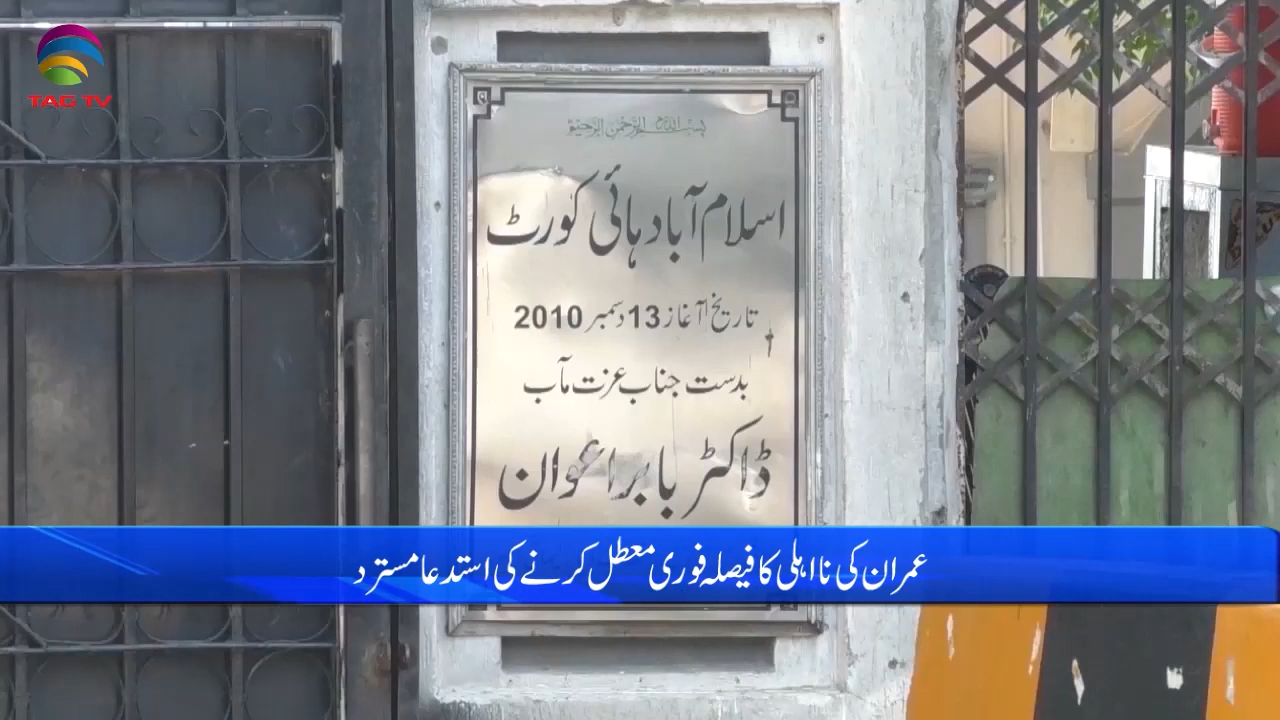 TAG TV
بسم اللہ الرحمن الرحیم
اسلام آباد ہائی کورٹ
تاریخ آغاز 13 دسمبر 2010
بدست جناب عزت مآب
ڈاکٹر بابر اعوان
عمران کی نااہلی کا فیصلہ فوری معطل کرنے کی استدعا مسترد